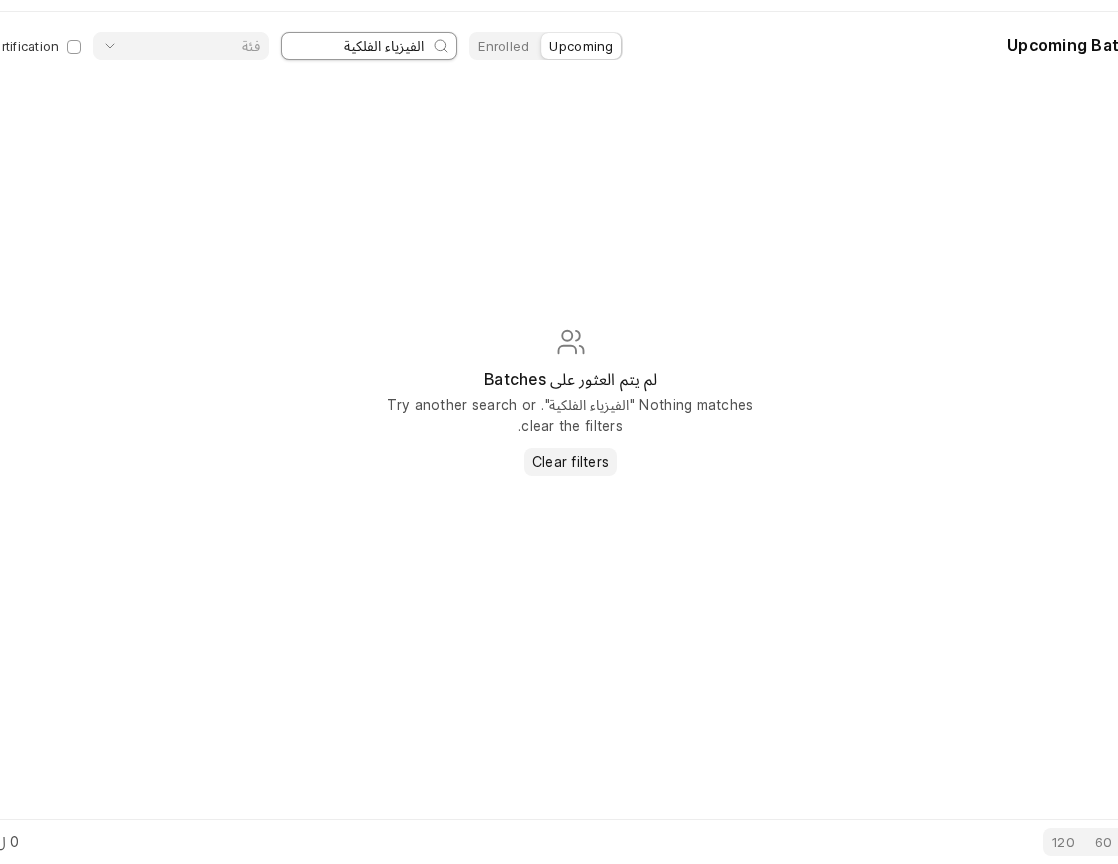 Upcoming Bat
Upcoming
Enrolled
الفيزياء الفلكية
فئة
rtification
لم يتم العثور على Batches
Nothing matches "الفيزياء الفلكية". Try another search or
clear the filters.
Clear filters
60
120
0